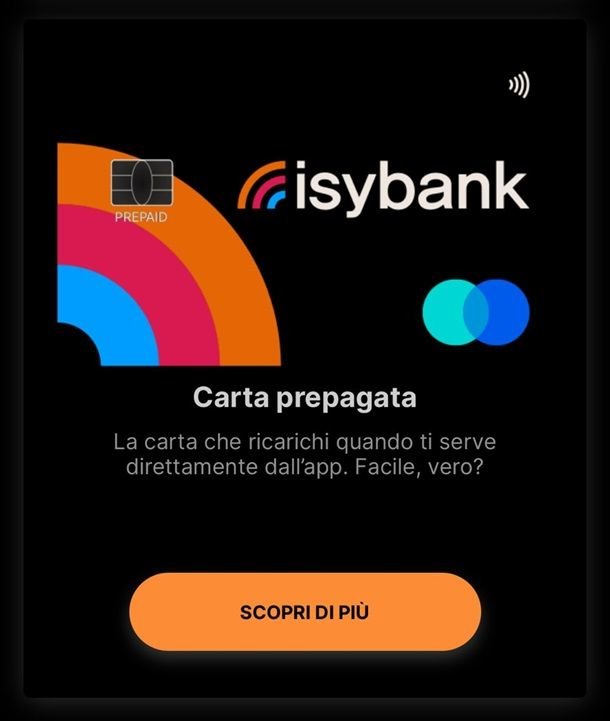 isybank
PREPAID
Carta prepagata
La carta che ricarichi quando ti serve
direttamente dall’app. Facile, vero?
SCOPRI DI PIÙ